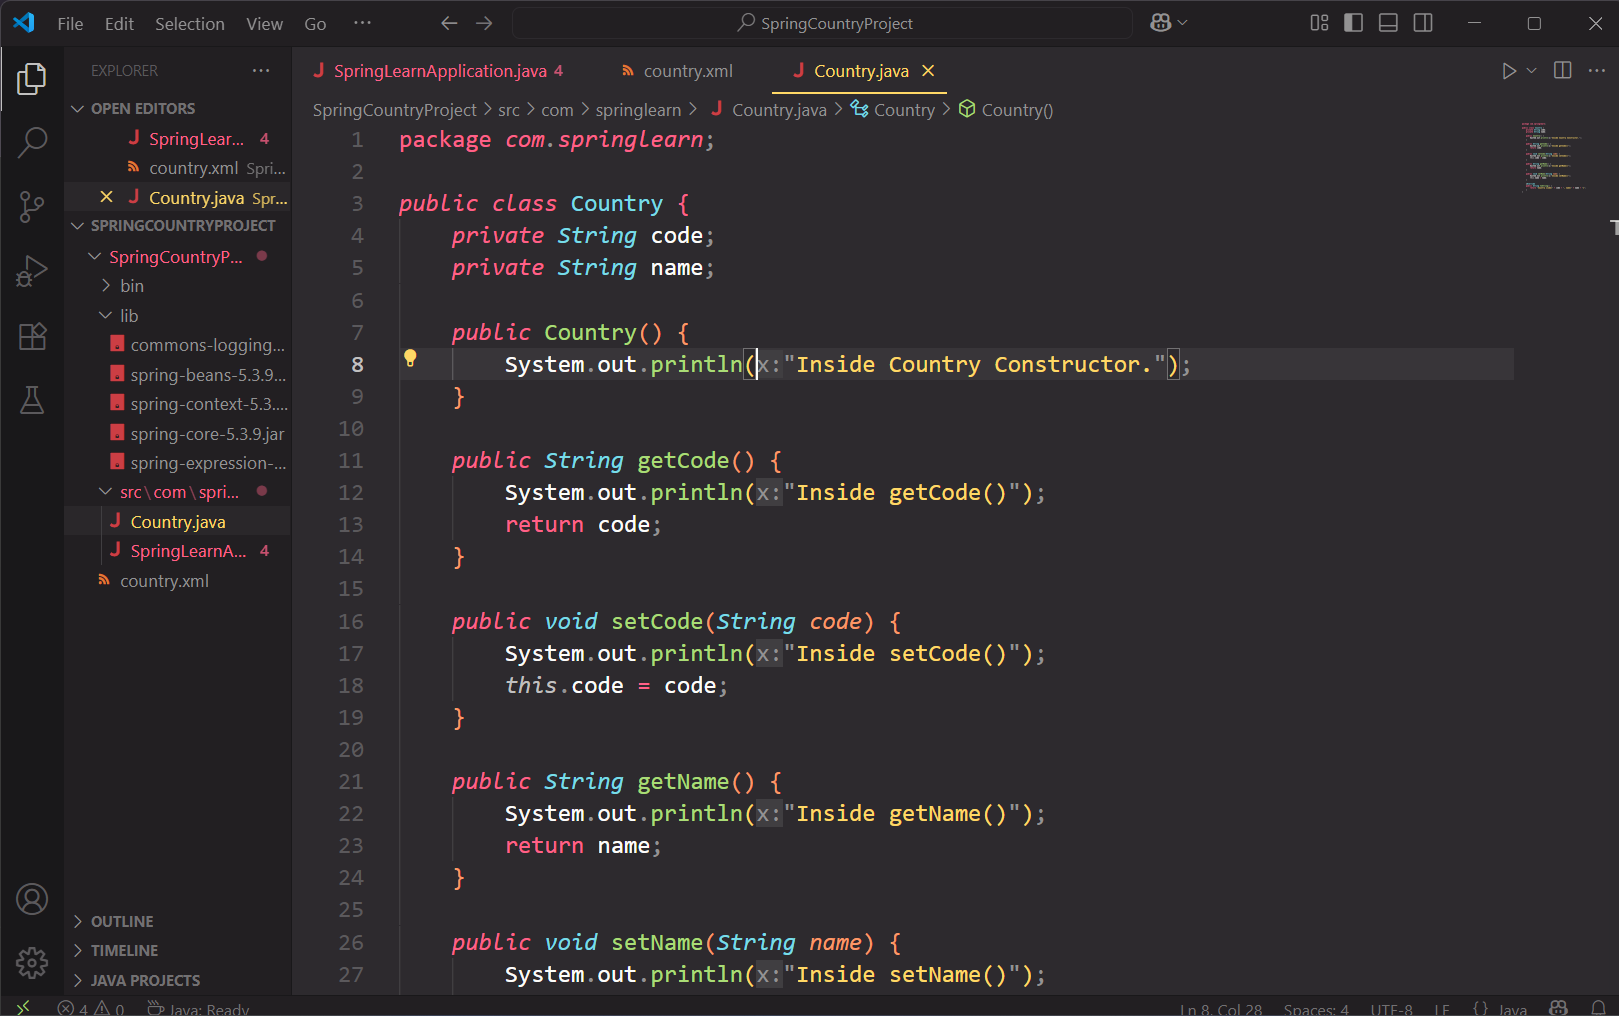 File Edit Selection View Go ··· SpringCountryProject
EXPLORER ···
OPEN EDITORS
SpringLear... 4
country.xml Spri...
Country.java Spr...
SPRINGCOUNTRYPROJECT
SpringCountryP...
bin
lib
commons-logging...
spring-beans-5.3.9...
spring-context-5.3....
spring-core-5.3.9.jar
spring-expression-...
src\com\spri...
Country.java
SpringLearnA... 4
country.xml
OUTLINE
TIMELINE
JAVA PROJECTS
SpringLearnApplication.java 4 country.xml Country.java
SpringCountryProject > src > com > springlearn > Country.java > Country > Country()
1 package com.springlearn;
2
3 public class Country {
4 private String code;
5 private String name;
6
7 public Country() {
8 System.out.println(x:"Inside Country Constructor.");
9 }
10
11 public String getCode() {
12 System.out.println(x:"Inside getCode()");
13 return code;
14 }
15
16 public void setCode(String code) {
17 System.out.println(x:"Inside setCode()");
18 this.code = code;
19 }
20
21 public String getName() {
22 System.out.println(x:"Inside getName()");
23 return name;
24 }
25
26 public void setName(String name) {
27 System.out.println(x:"Inside setName()");
4 0 Java: Ready Ln 8, Col 28 Spaces: 4 UTF-8 LF {} Java